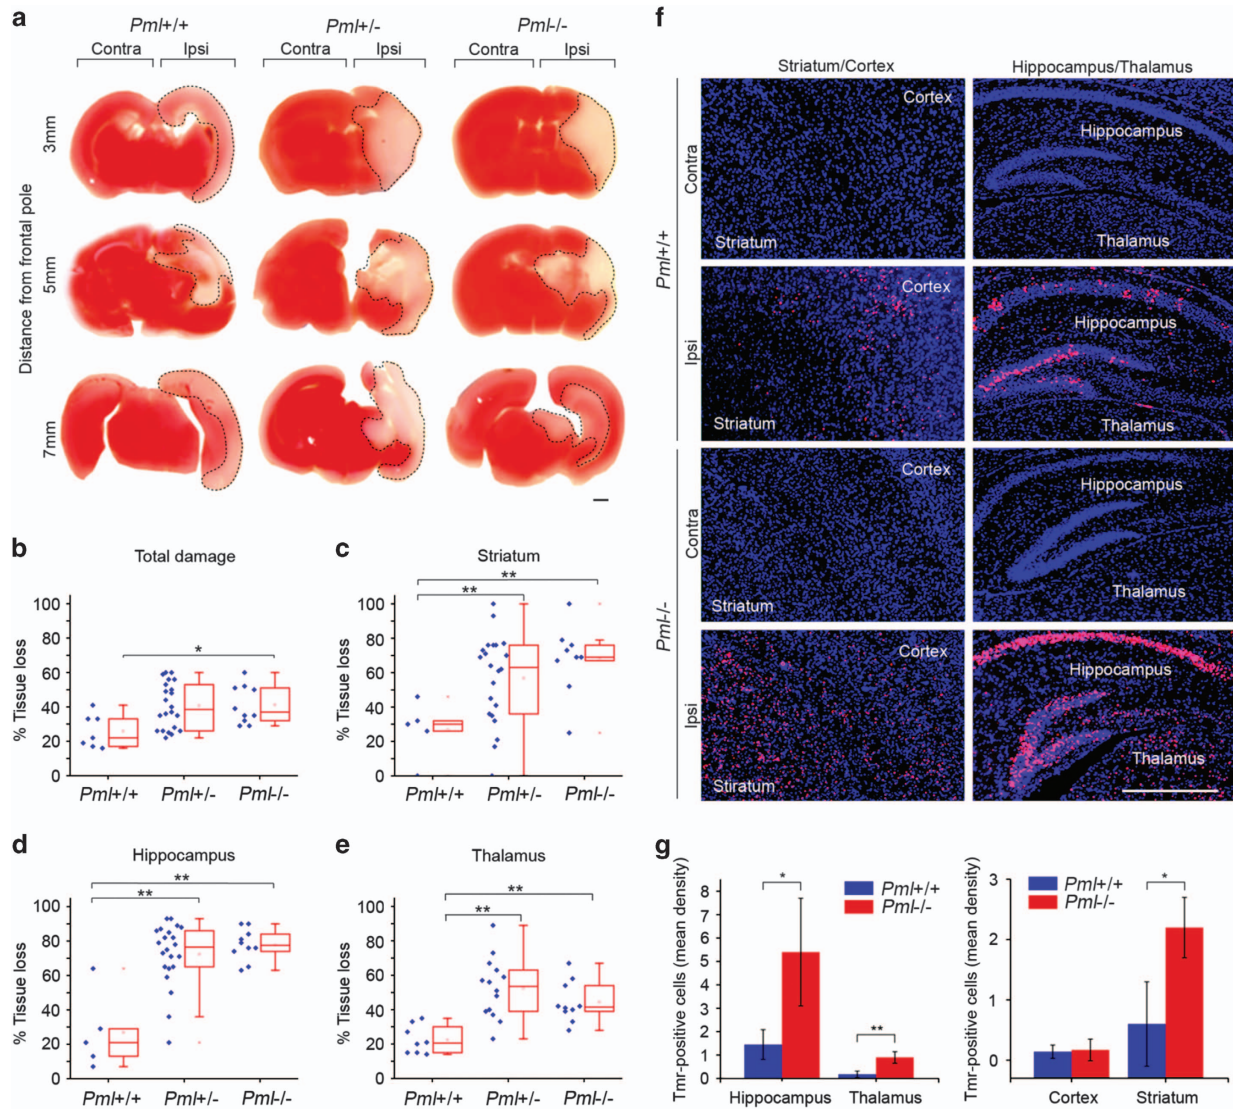 a
Pml+/+
Pml+/-
Pml-/-
Contra
Ipsi
Contra
Ipsi
Contra
Ipsi
Distance from frontal pole
3mm
5mm
7mm
b
Total damage
% Tissue loss
100
80
60
40
20
0
*
Pml+/+
Pml+/-
Pml-/-
c
Striatum
% Tissue loss
100
80
60
40
20
0
**
**
Pml+/+
Pml+/-
Pml-/-
d
Hippocampus
% Tissue loss
100
80
60
40
20
0
**
**
Pml+/+
Pml+/-
Pml-/-
e
Thalamus
% Tissue loss
100
80
60
40
20
0
**
**
Pml+/+
Pml+/-
Pml-/-
f
Striatum/Cortex
Hippocampus/Thalamus
Pml+/+
Contra
Cortex
Striatum
Hippocampus
Thalamus
Ipsi
Cortex
Striatum
Hippocampus
Thalamus
Pml-/-
Contra
Cortex
Striatum
Hippocampus
Thalamus
Ipsi
Cortex
Stiratum
Hippocampus
Thalamus
g
Tmr-positive cells (mean density)
8
7
6
5
4
3
2
1
0
*
**
Pml+/+
Pml-/-
Hippocampus
Thalamus
Tmr-positive cells (mean density)
3
2
1
0
*
Pml+/+
Pml-/-
Cortex
Striatum